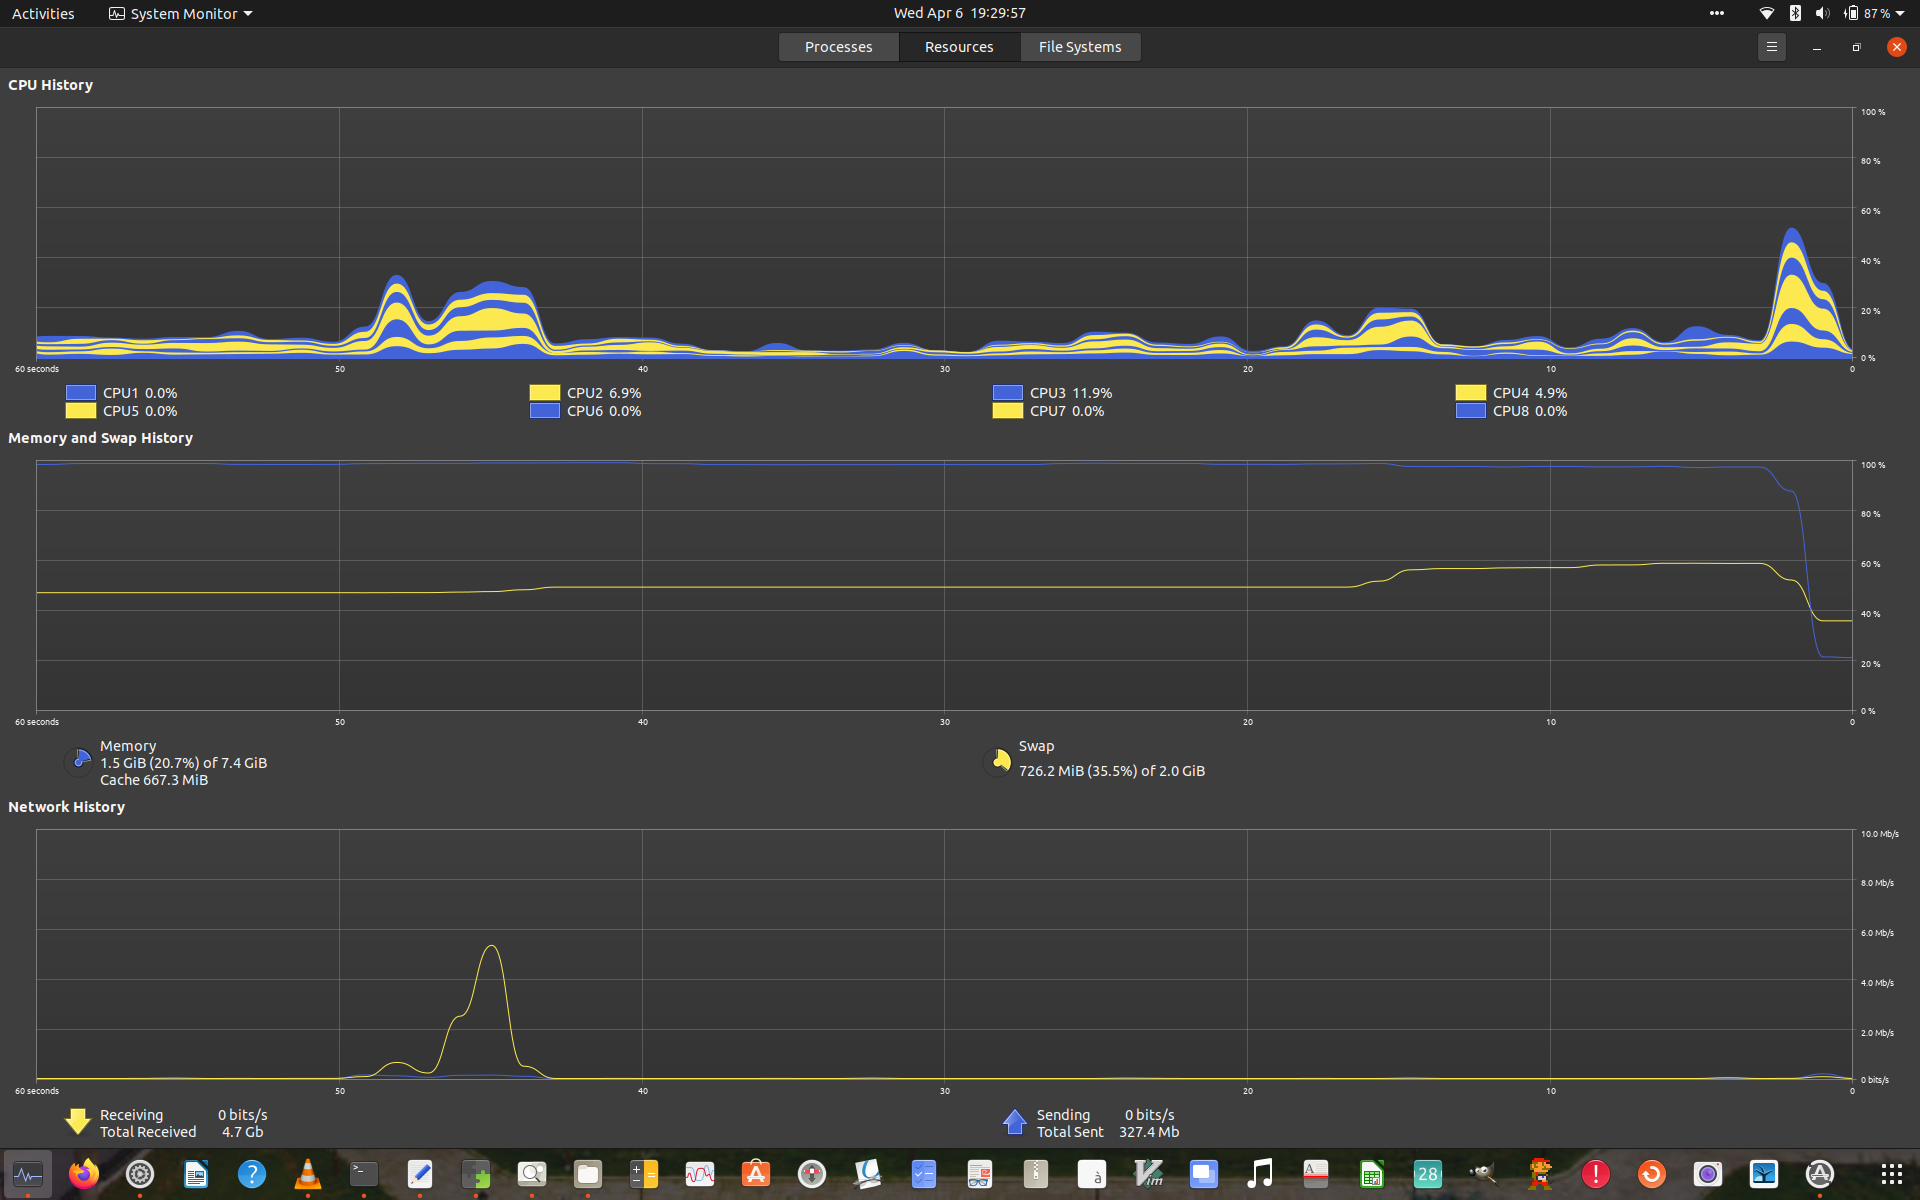 Activities
System Monitor
Wed Apr 6 19:29:57
87 %
Processes
Resources
File Systems
CPU History
100 %
80 %
60 %
40 %
20 %
0 %
60 seconds 50 40 30 20 10 0
CPU1 0.0% CPU2 6.9% CPU3 11.9% CPU4 4.9%
CPU5 0.0% CPU6 0.0% CPU7 0.0% CPU8 0.0%
Memory and Swap History
100 %
80 %
60 %
40 %
20 %
0 %
60 seconds 50 40 30 20 10 0
Memory
1.5 GiB (20.7%) of 7.4 GiB
Cache 667.3 MiB
Swap
726.2 MiB (35.5%) of 2.0 GiB
Network History
10.0 Mb/s
8.0 Mb/s
6.0 Mb/s
4.0 Mb/s
2.0 Mb/s
0 bits/s
60 seconds 50 40 30 20 10 0
Receiving 0 bits/s
Total Received 4.7 Gb
Sending 0 bits/s
Total Sent 327.4 Mb
?
>_
A
à
Vim
A
28
!
A